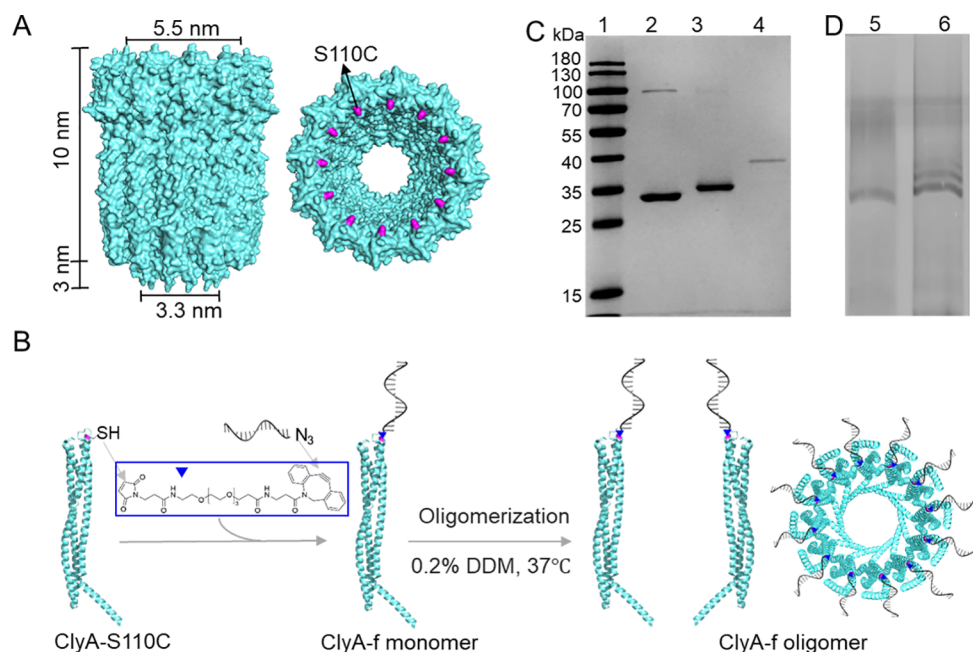 A
5.5 nm
S110C
10 nm
3 nm
3.3 nm
C
kDa
1 2 3 4
180
130
100
70
55
40
35
25
15
D
5 6
B
SH
N3
O
O
N
O
H
N
O
O
3
O
H
N
O
N
Oligomerization
0.2% DDM, 37℃
ClyA-S110C
ClyA-f monomer
ClyA-f oligomer